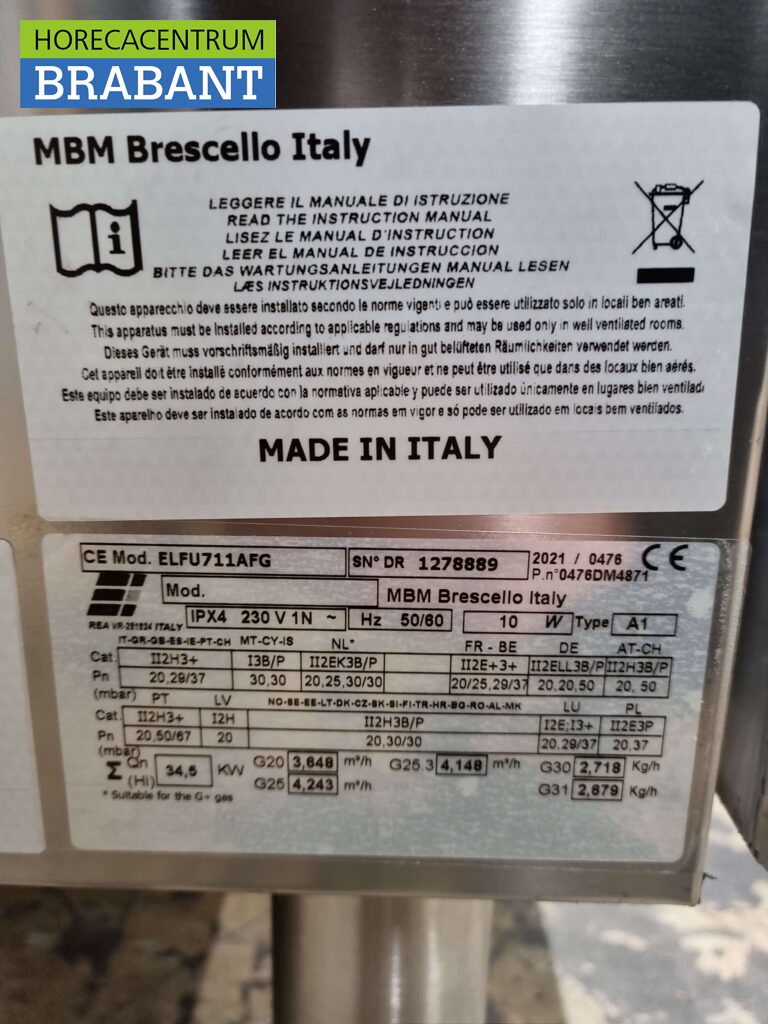 HORECACENTRUM
BRABANT
MBM Brescello Italy
LEGGERE IL MANUALE DI ISTRUZIONE
READ THE INSTRUCTION MANUAL
LISEZ LE MANUAL D'INSTRUCTION
LEER EL MANUAL DE INSTRUCCION
BITTE DAS WARTUNGSANLEITUNGEN MANUAL LESEN
LÆS INSTRUKTIONSVEJLEDNINGEN
Questo apparecchio deve essere installato secondo le norme vigenti e può essere utilizzato solo in locali ben areati.
This apparatus must be installed according to applicable regulations and may be used only in well ventilated rooms.
Dieses Gerät muss vorschriftsmäßig installiert und darf nur in gut belüfteten Räumlichkeiten verwendet werden.
Cet appareil doit être installé conformément aux normes en vigueur et ne peut être utilisé que dans des locaux bien aérés.
Este equipo debe ser instalado de acuerdo con la normativa aplicable y puede ser utilizado únicamente en lugares bien ventilad
Este aparelho deve ser instalado de acordo com as normas em vigor e só pode ser utilizado em locais bem ventilados.
MADE IN ITALY
CE Mod. ELFU711AFG SN° DR 1278889 2021 / 0476 CE
P.n°0476DM4871
Mod. MBM Brescello Italy
REA VR-251524 ITALY IPX4 230 V 1N ~ Hz 50/60 10 W Type A1
IT-GR-GB-ES-IE-PT-CH MT-CY-IS NL* FR - BE DE AT-CH
Cat. II2H3+ I3B/P II2EK3B/P II2E+3+ II2ELL3B/P II2H3B/P
Pn 20,29/37 30,30 20,25,30/30 20/25,29/37 20,20,50 20, 50
(mbar) PT LV NO-SE-EE-LT-DK-CZ-SK-SI-FI-TR-HR-BG-RO-AL-MK LU PL
Cat. II2H3+ I2H II2H3B/P I2E;I3+ II2E3P
Pn 20,50/67 20 20,30/30 20,29/37 20,37
(mbar)
Σ Qn (Hi) 34,5 KW G20 3,648 m³/h G25.3 4,148 m³/h G30 2,718 Kg/h
G25 4,243 m³/h G31 2,679 Kg/h
* Suitable for the G+ gas